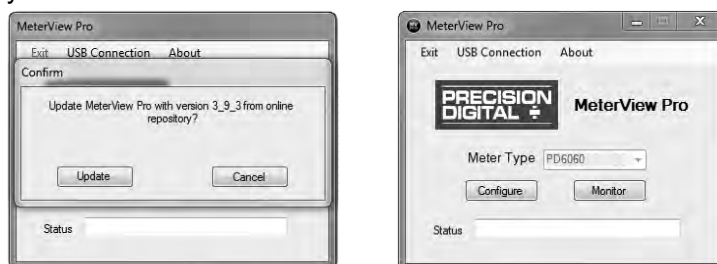 y
MeterView Pro
Exit USB Connection About
Confirm
Update MeterView Pro with version 3_9_3 from online
repository?
Update Cancel
Status
MeterView Pro
X
Exit USB Connection About
PRECISION
DIGITAL
MeterView Pro
Meter Type PD6060
Configure Monitor
Status